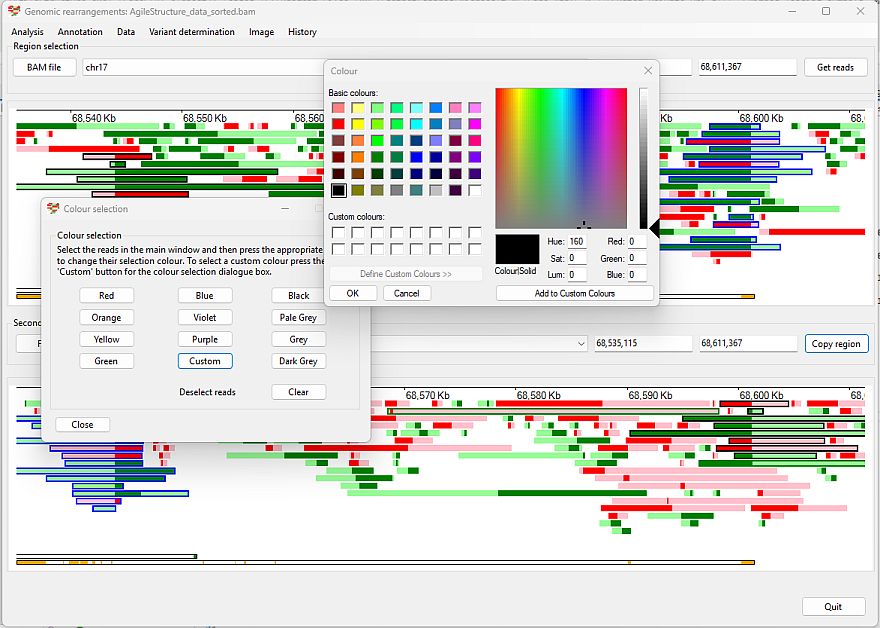 Genomic rearrangements: AgileStructure_data_sorted.bam
Analysis Annotation Data Variant determination Image History
Region selection
BAM file chr17 68,611,367 Get reads
68,540 Kb 68,550 Kb 68,560 Kb 68,600 Kb
Colour
Basic colours:
Custom colours:
Define Custom Colours >>
OK Cancel
Colour|Solid
Hue: 160 Red: 0
Sat: 0 Green: 0
Lum: 0 Blue: 0
Add to Custom Colours
Colour selection
Colour selection
Select the reads in the main window and then press the appropriate
to change their selection colour. To select a custom colour press the
'Custom' button for the colour selection dialogue box.
Red Blue Black
Orange Violet Pale Grey
Yellow Purple Grey
Green Custom Dark Grey
Deselect reads Clear
Close
Second
68,535,115 68,611,367 Copy region
68,570 Kb 68,580 Kb 68,590 Kb 68,600 Kb
Quit